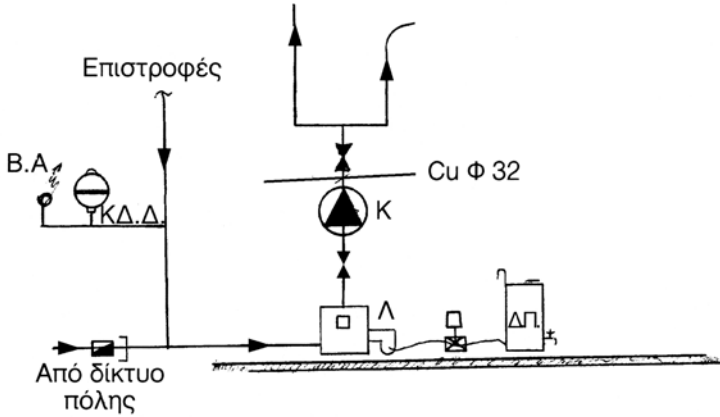 Επιστροφές
Β.Α
ΚΔ.Δ.
Cu Φ 32
Κ
Λ
ΔΠ.
Από δίκτυο
πόλης